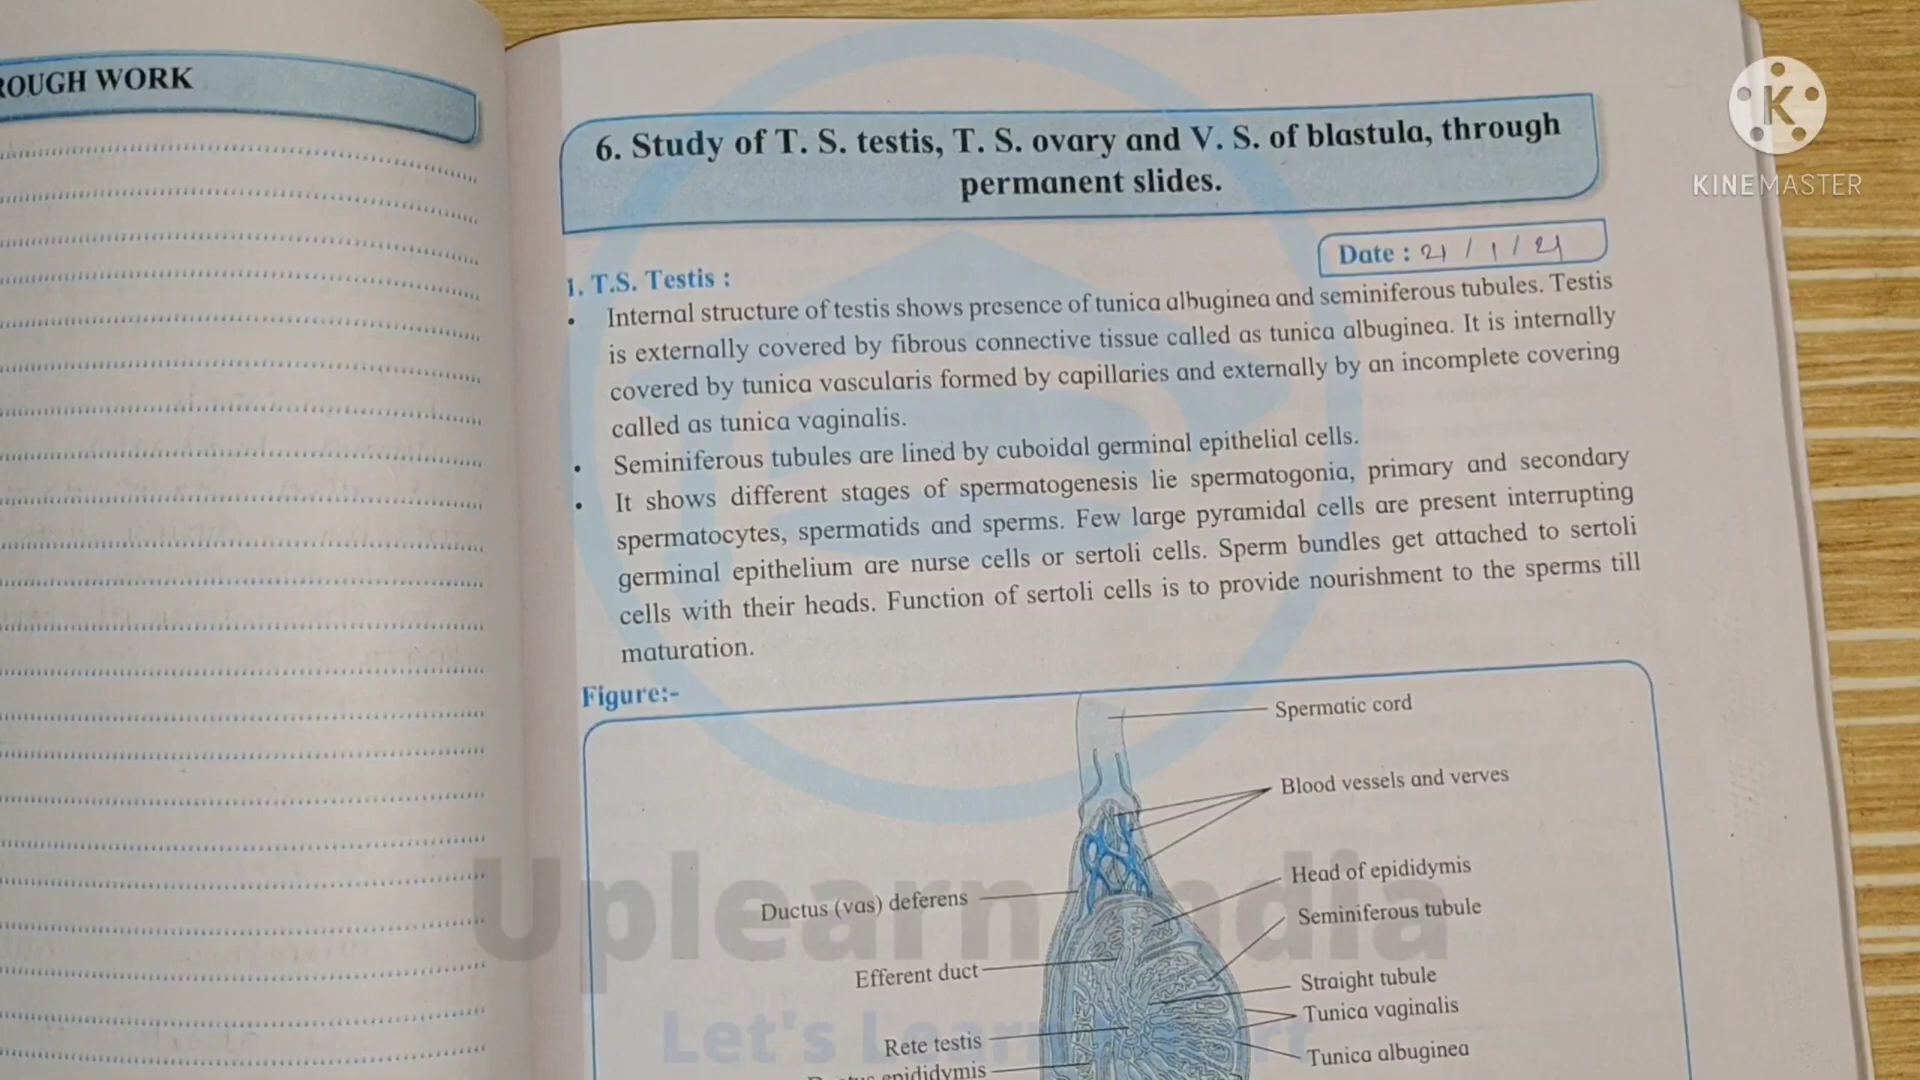 ROUGH WORK
6. Study of T. S. testis, T. S. ovary and V. S. of blastula, through
permanent slides.
Date : 21 / 1 / 21
1. T.S. Testis :
• Internal structure of testis shows presence of tunica albuginea and seminiferous tubules. Testis
is externally covered by fibrous connective tissue called as tunica albuginea. It is internally
covered by tunica vascularis formed by capillaries and externally by an incomplete covering
called as tunica vaginalis.
• Seminiferous tubules are lined by cuboidal germinal epithelial cells.
• It shows different stages of spermatogenesis lie spermatogonia, primary and secondary
spermatocytes, spermatids and sperms. Few large pyramidal cells are present interrupting
germinal epithelium are nurse cells or sertoli cells. Sperm bundles get attached to sertoli
cells with their heads. Function of sertoli cells is to provide nourishment to the sperms till
maturation.
Figure:-
Spermatic cord
Blood vessels and verves
Head of epididymis
Ductus (vas) deferens
Seminiferous tubule
Efferent duct
Straight tubule
Tunica vaginalis
Rete testis
Tunica albuginea
epididymis
K
KINEMASTER
Uplearn India
Let's Learn